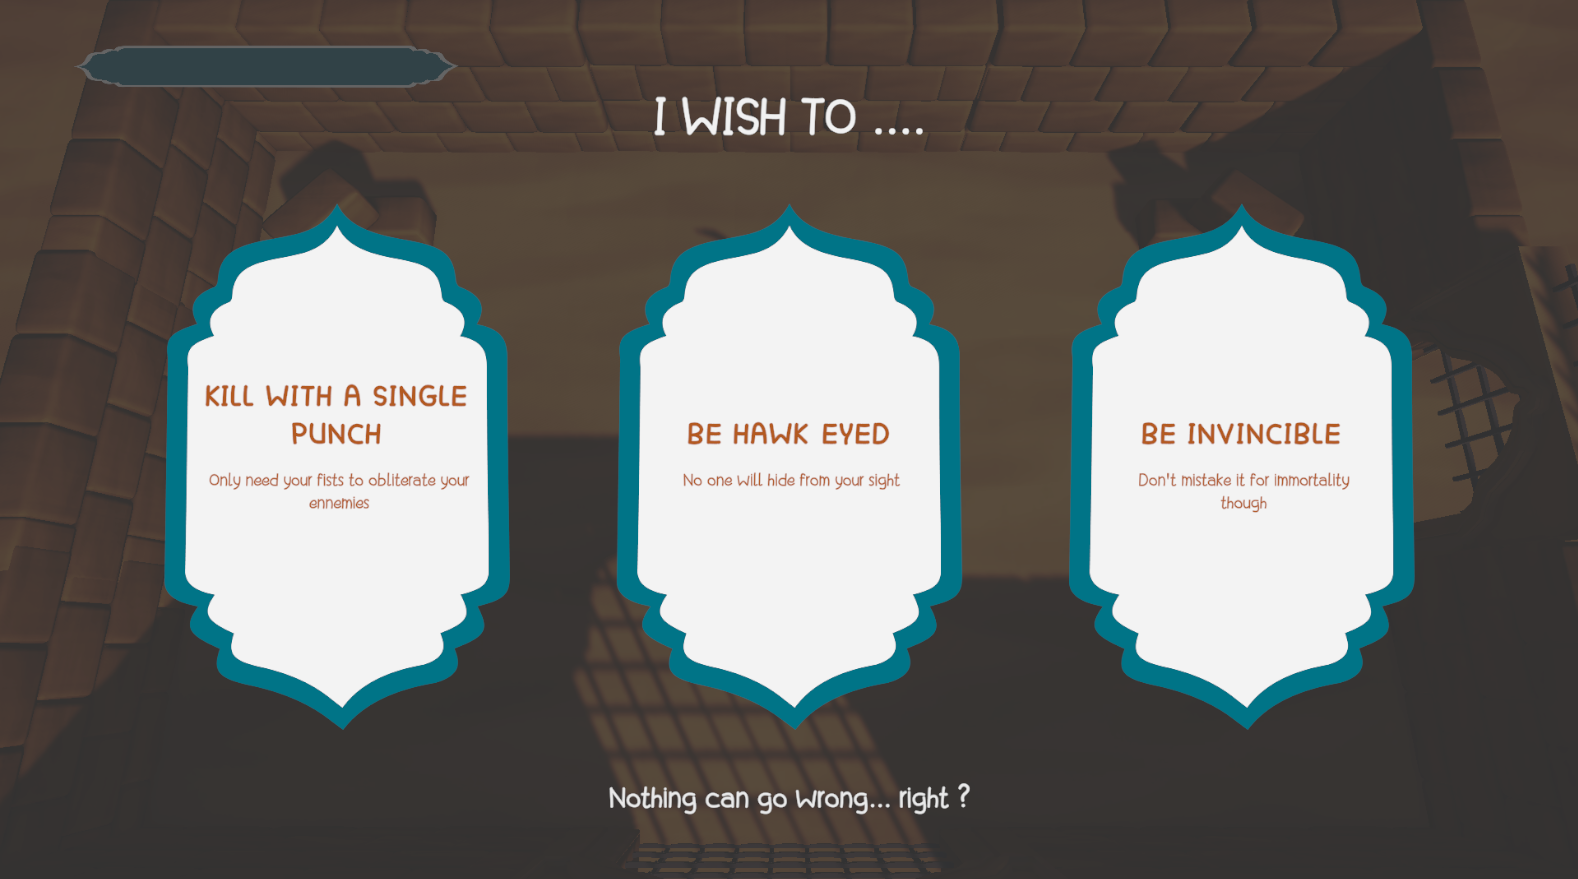 I WISH TO ....
KILL WITH A SINGLE
PUNCH
Only need your fists to obliterate your
ennemies
BE HAWK EYED
No one will hide from your sight
BE INVINCIBLE
Don't mistake it for immortality
though
Nothing can go wrong... right ?